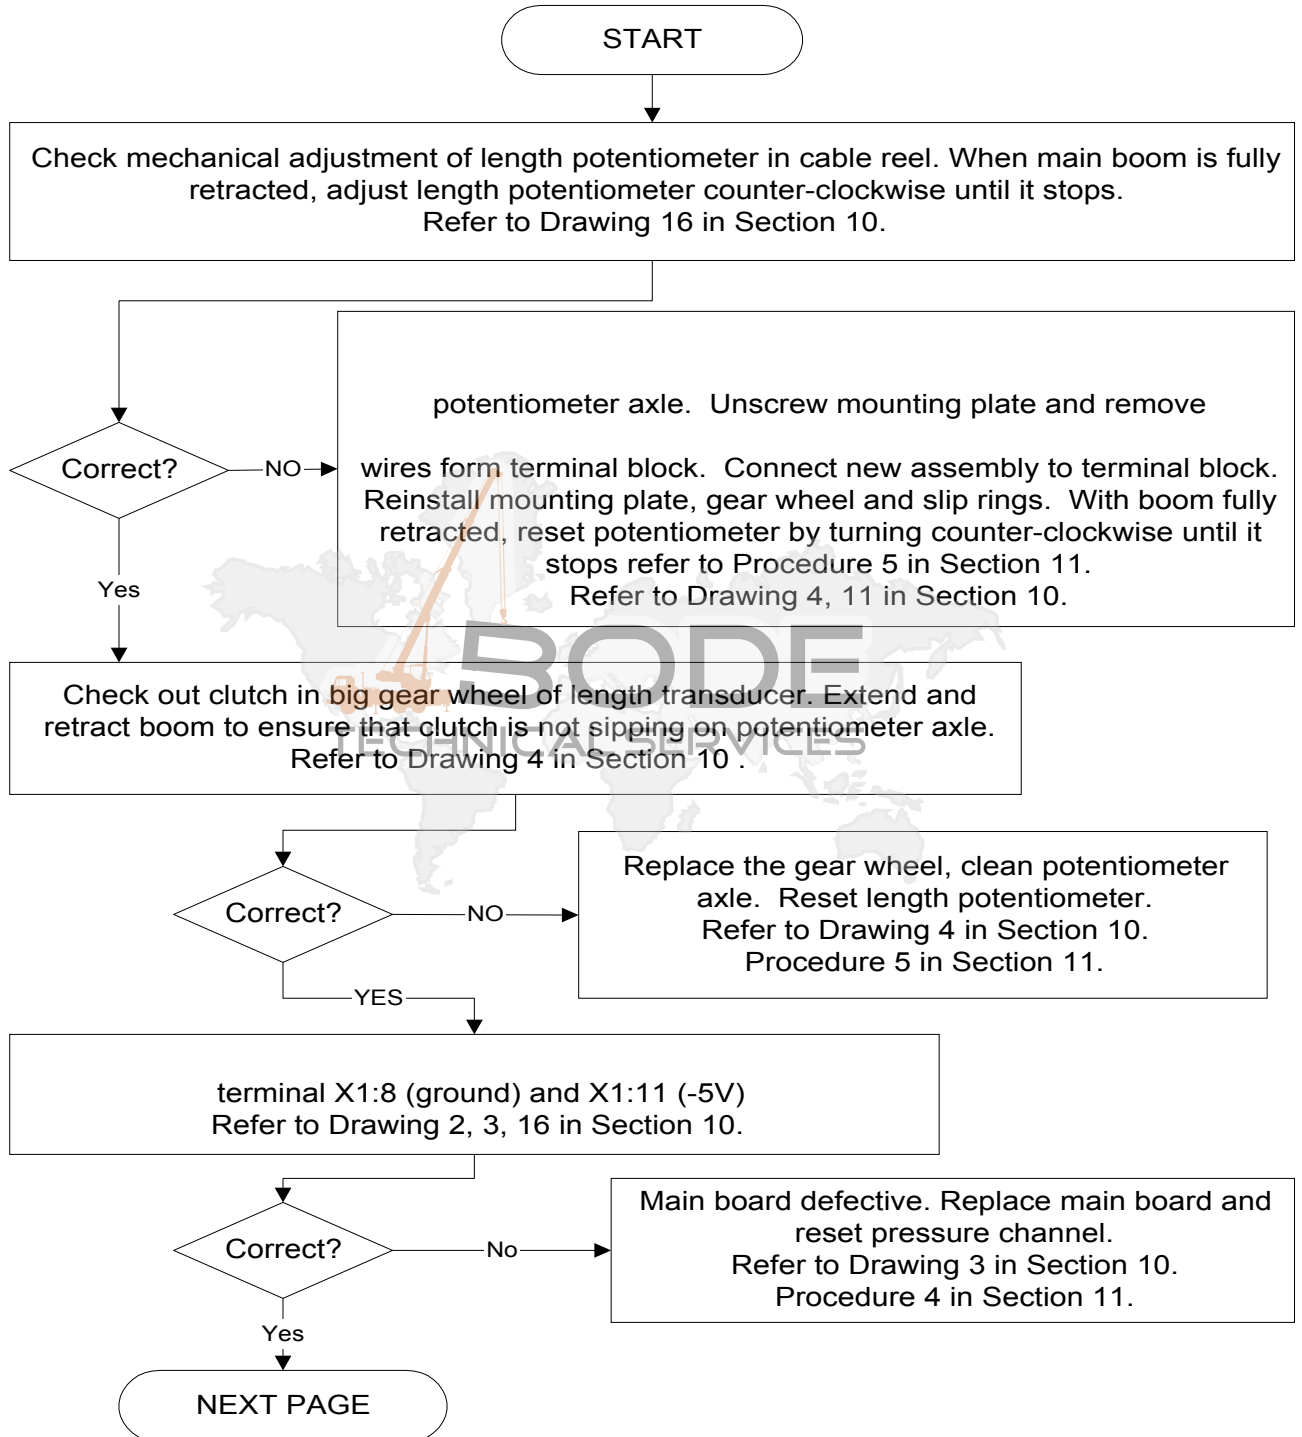 START
Check mechanical adjustment of length potentiometer in cable reel. When main boom is fully
retracted, adjust length potentiometer counter-clockwise until it stops.
Refer to Drawing 16 in Section 10.
Correct?
NO
potentiometer axle.  Unscrew mounting plate and remove
wires form terminal block.  Connect new assembly to terminal block.
Reinstall mounting plate, gear wheel and slip rings.  With boom fully
retracted, reset potentiometer by turning counter-clockwise until it
stops refer to Procedure 5 in Section 11.
Refer to Drawing 4, 11 in Section 10.
Yes
BODE
TECHNICAL SERVICES
Check out clutch in big gear wheel of length transducer. Extend and
retract boom to ensure that clutch is not sipping on potentiometer axle.
Refer to Drawing 4 in Section 10 .
Correct?
NO
Replace the gear wheel, clean potentiometer
axle.  Reset length potentiometer.
Refer to Drawing 4 in Section 10.
Procedure 5 in Section 11.
YES
terminal X1:8 (ground) and X1:11 (-5V)
Refer to Drawing 2, 3, 16 in Section 10.
Correct?
No
Main board defective. Replace main board and
reset pressure channel.
Refer to Drawing 3 in Section 10.
Procedure 4 in Section 11.
Yes
NEXT PAGE